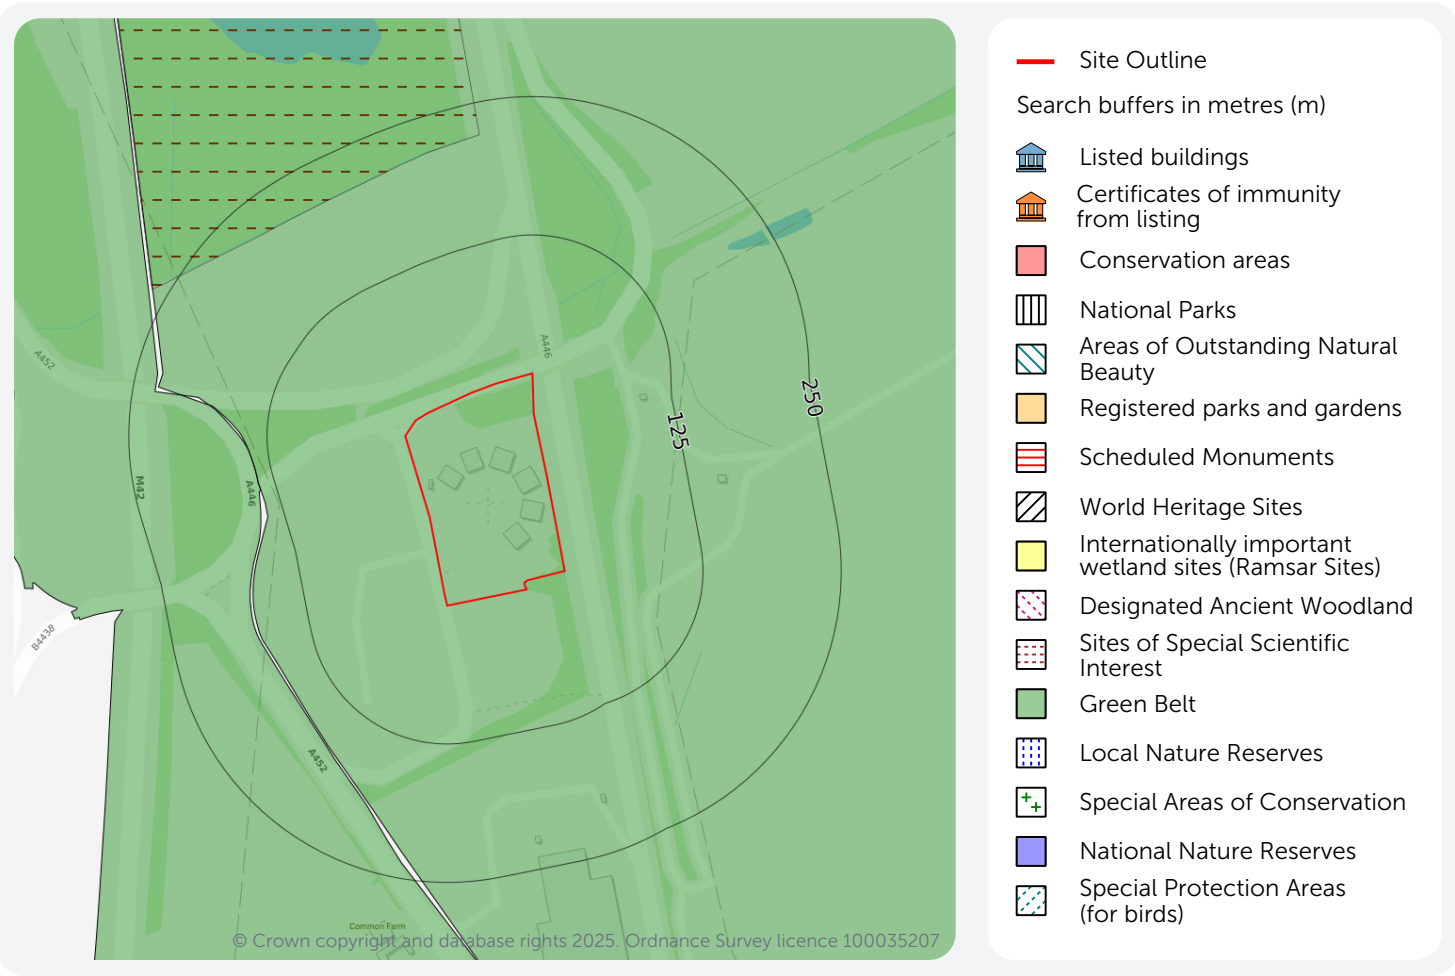 A446
A452
250
125
M42
A446
B4438
A452
Common Farm
© Crown copyright and database rights 2025. Ordnance Survey licence 100035207
Site Outline
Search buffers in metres (m)
Listed buildings
Certificates of immunity
from listing
Conservation areas
National Parks
Areas of Outstanding Natural
Beauty
Registered parks and gardens
Scheduled Monuments
World Heritage Sites
Internationally important
wetland sites (Ramsar Sites)
Designated Ancient Woodland
Sites of Special Scientific
Interest
Green Belt
Local Nature Reserves
Special Areas of Conservation
National Nature Reserves
Special Protection Areas
(for birds)